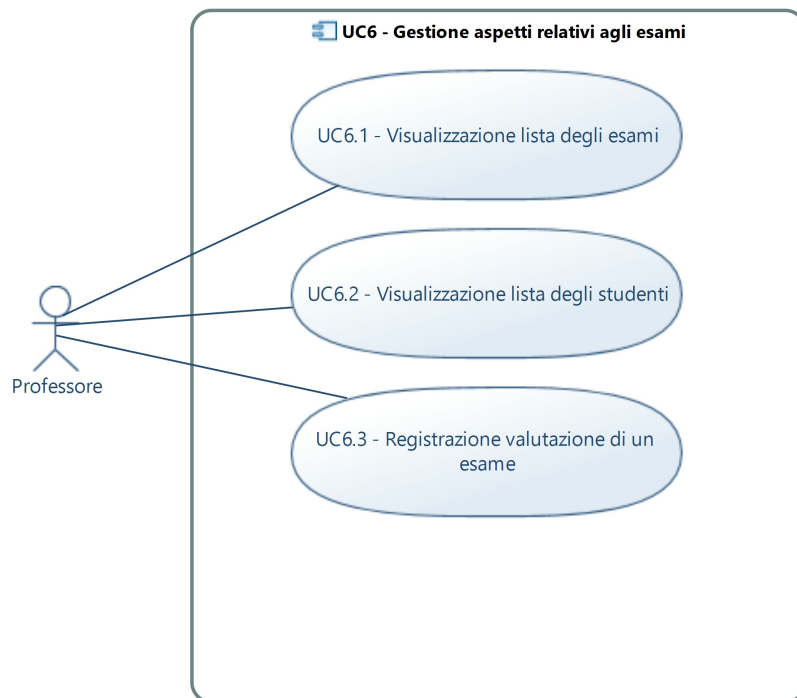 UC6 - Gestione aspetti relativi agli esami
UC6.1 - Visualizzazione lista degli esami
UC6.2 - Visualizzazione lista degli studenti
Professore
UC6.3 - Registrazione valutazione di un
esame